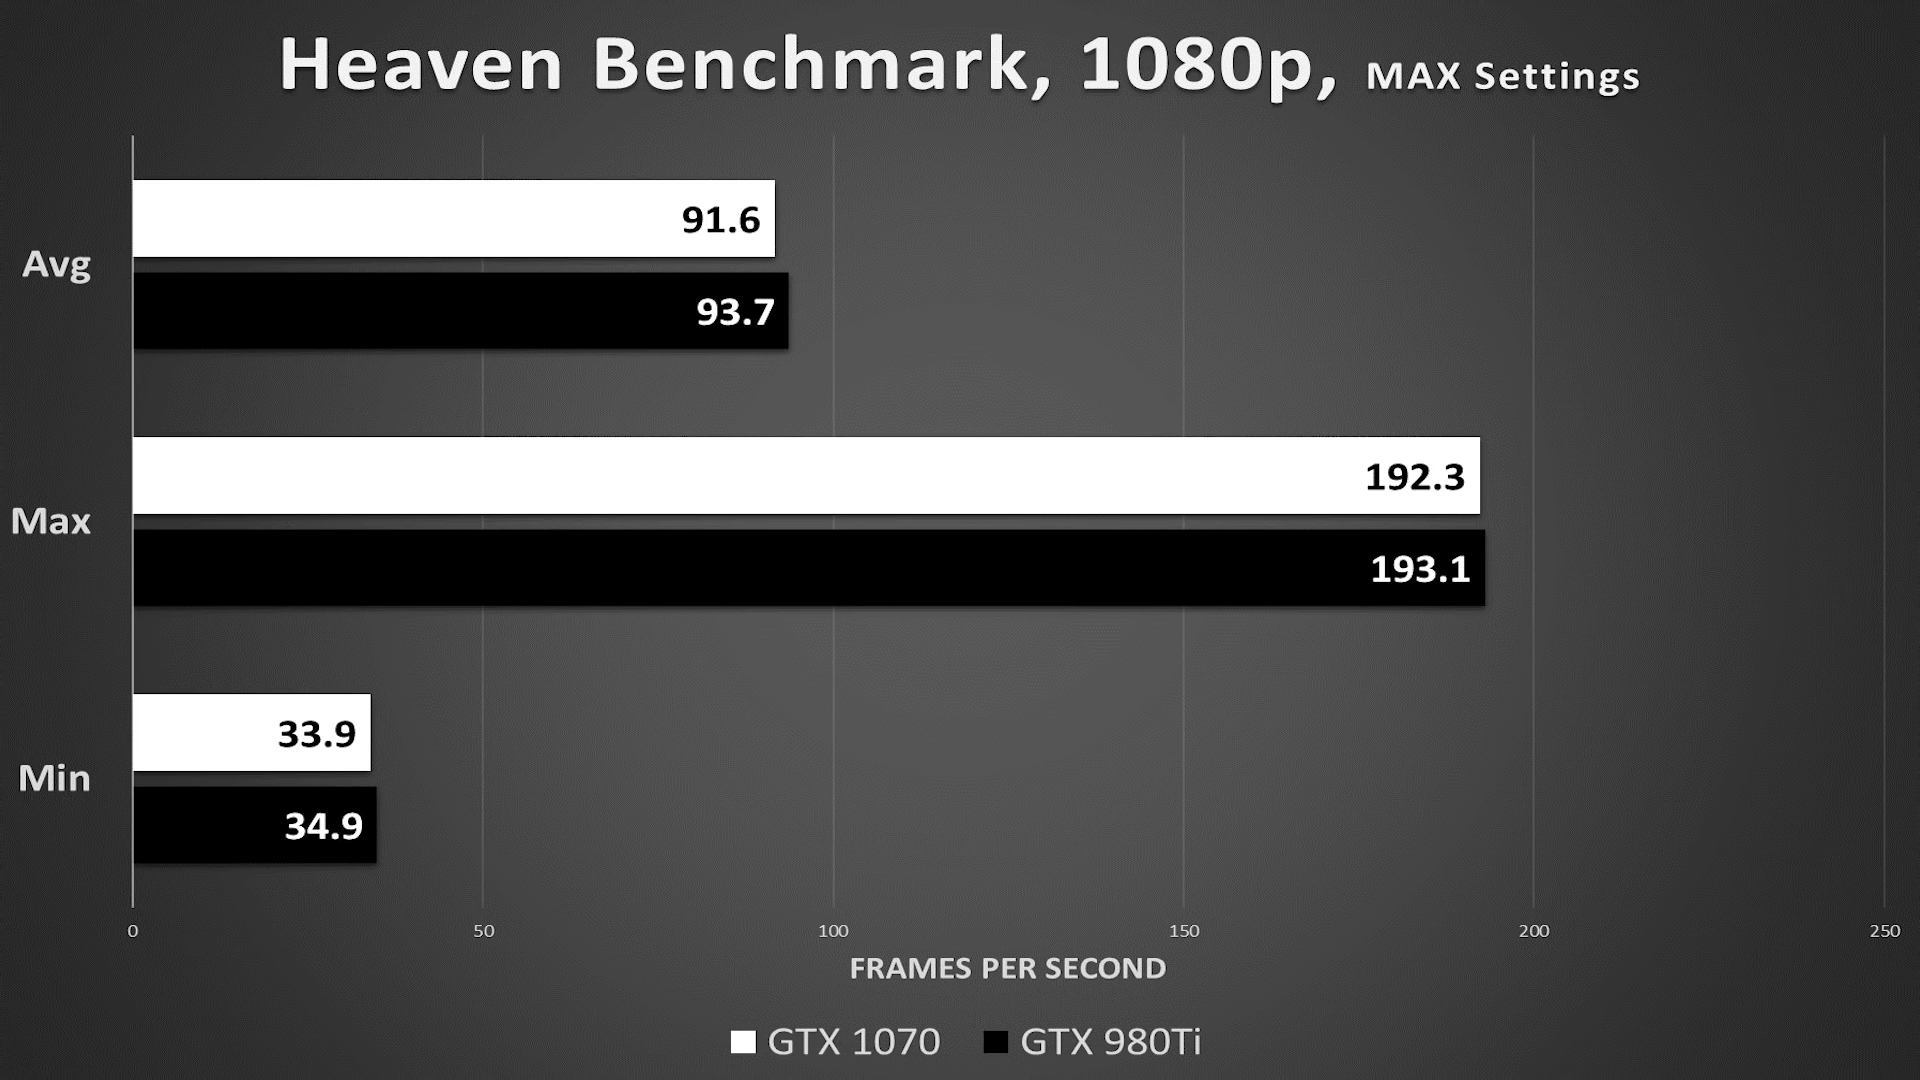 Heaven Benchmark, 1080p, MAX Settings
Avg
91.6
93.7
Max
192.3
193.1
Min
33.9
34.9
0 50 100 150 200 250
FRAMES PER SECOND
GTX 1070 GTX 980Ti